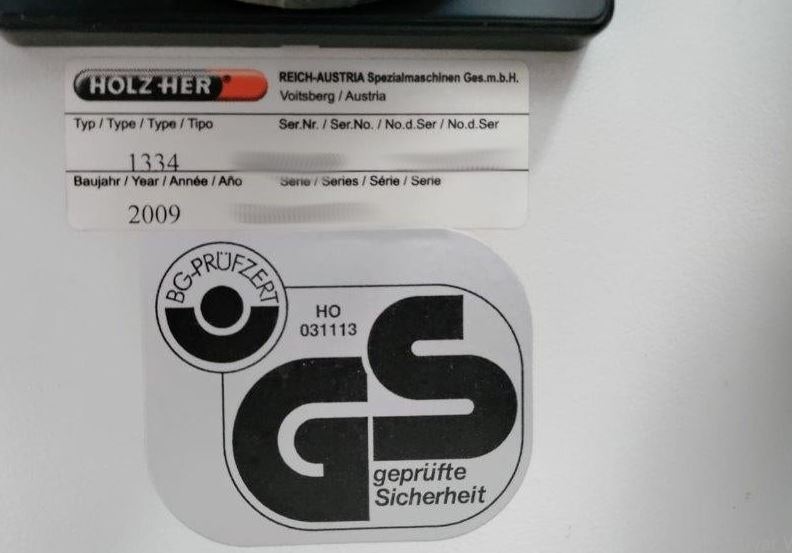 HOLZ-HER®
REICH-AUSTRIA Spezialmaschinen Ges.m.b.H.
Voitsberg / Austria
Typ / Type / Type / Tipo
Ser.Nr. / Ser.No. / No.d.Ser / No.d.Ser
1334
Baujahr / Year / Année / Año
Serie / Series / Série / Serie
2009
BG-PRÜFZERT
HO
031113
GS
geprüfte
Sicherheit